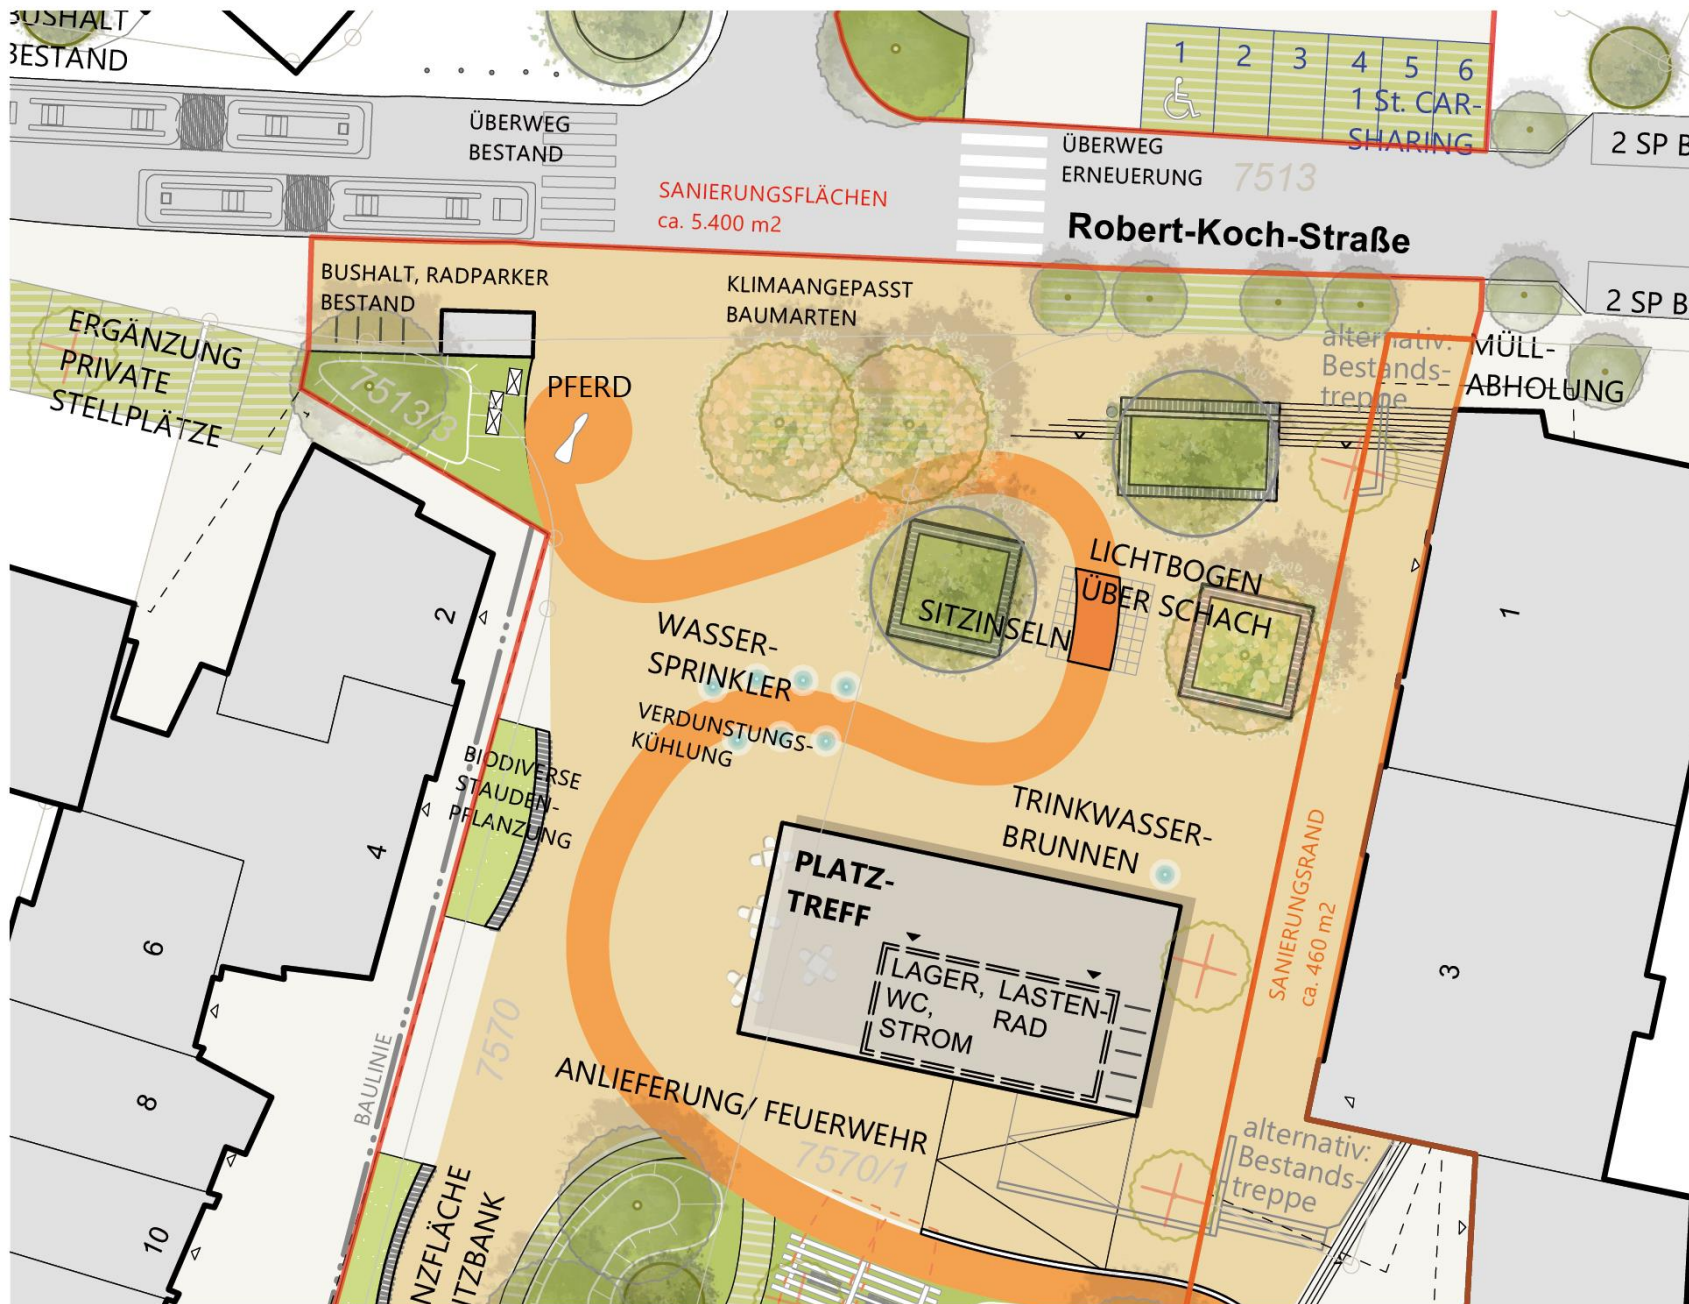 BUSHALT
BESTAND
ÜBERWEG
BESTAND
SANIERUNGSFLÄCHEN
ca. 5.400 m2
1
2
3
4
5
6
1 St. CAR-
SHARING
ÜBERWEG
ERNEUERUNG
7513
Robert-Koch-Straße
2 SP B
2 SP B
BUSHALT, RADPARKER
BESTAND
KLIMAANGEPASST
BAUMARTEN
ERGÄNZUNG
PRIVATE
STELLPLÄTZE
7513/3
PFERD
alternativ:
Bestands-
treppe
MÜLL-
ABHOLUNG
LICHTBOGEN
ÜBER SCHACH
SITZINSELN
WASSER-
SPRINKLER
VERDUNSTUNGS-
KÜHLUNG
BIODIVERSE
STAUDEN-
PFLANZUNG
TRINKWASSER-
BRUNNEN
PLATZ-
TREFF
LAGER,
WC,
STROM
LASTEN-
RAD
SANIERUNGSRAND
ca. 460 m2
ANLIEFERUNG/ FEUERWEHR
7570
7570/1
BAULINIE
alternativ:
Bestands-
treppe
NZFLÄCHE
ITZBANK
2
4
6
8
10
1
3